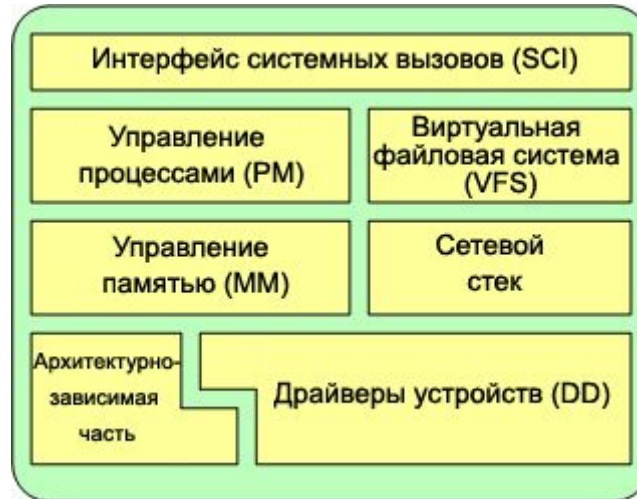 Интерфейс системных вызовов (SCI)
Управление
процессами (PM)
Виртуальная
файловая система
(VFS)
Управление
памятью (MM)
Сетевой
стек
Архитектурно-
зависимая
часть
Драйверы устройств (DD)